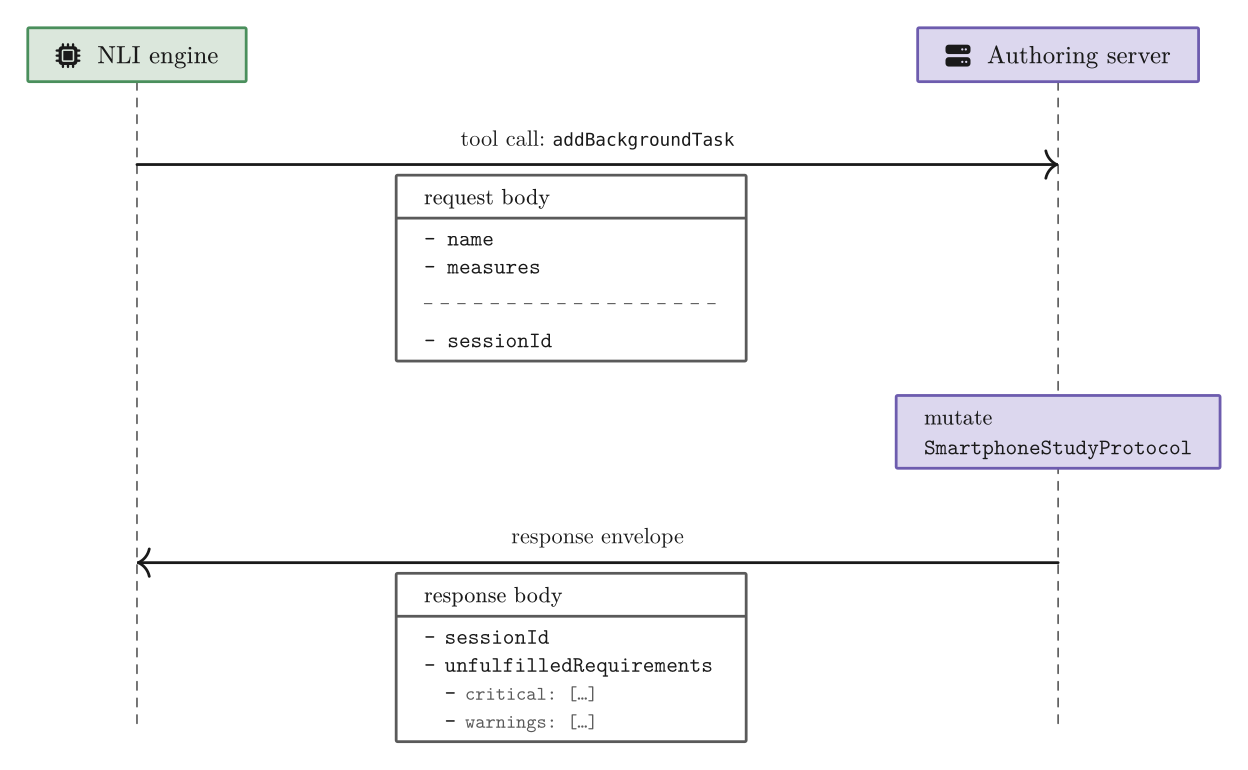 NLI engine
Authoring server
tool call: addBackgroundTask
request body
- name
- measures
- sessionId
mutate
SmartphoneStudyProtocol
response envelope
response body
- sessionId
- unfulfilledRequirements
- critical: […]
- warnings: […]